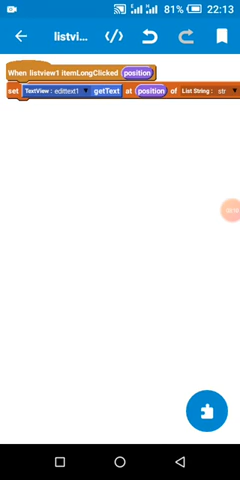 81% 22:13
listvi...
When listview1 itemLongClicked position
set TextView : edittext1 getText at position of List String : str